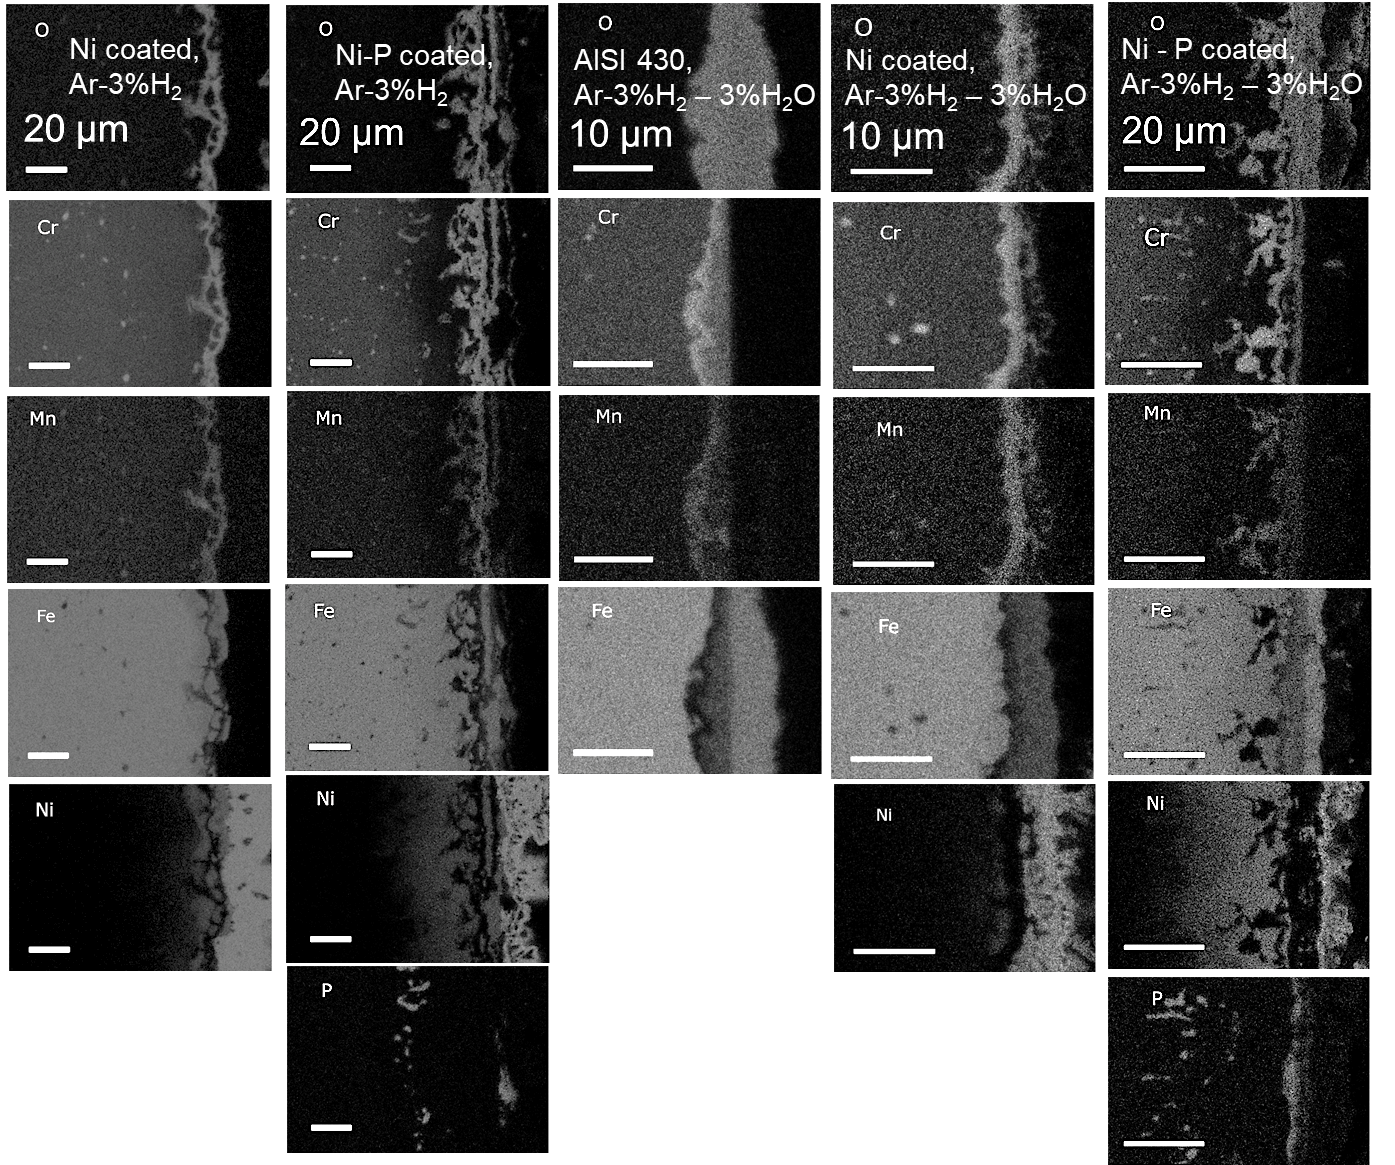 O
Ni coated,
Ar-3%H₂
20 µm
Cr
Mn
Fe
Ni
O
Ni-P coated,
Ar-3%H₂
20 µm
Cr
Mn
Fe
Ni
P
O
AISI 430,
Ar-3%H₂ – 3%H₂O
10 µm
Cr
Mn
Fe
O
Ni coated,
Ar-3%H₂ – 3%H₂O
10 µm
Cr
Mn
Fe
Ni
O
Ni - P coated,
Ar-3%H₂ – 3%H₂O
20 µm
Cr
Mn
Fe
Ni
P